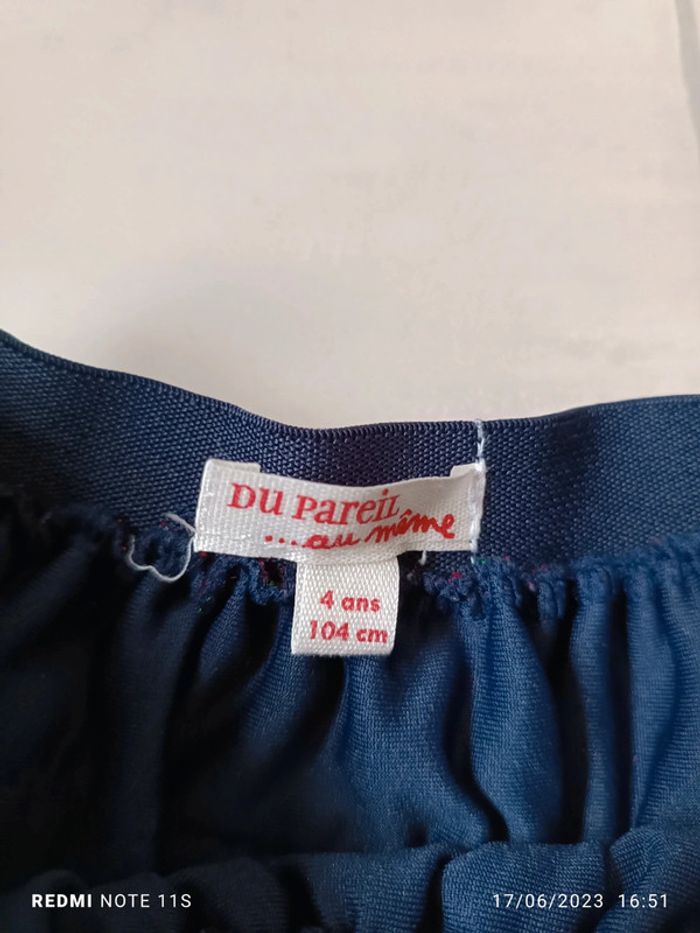 DU PAREIL
...au même
4 ans
104 cm
REDMI NOTE 11S
17/06/2023 16:51